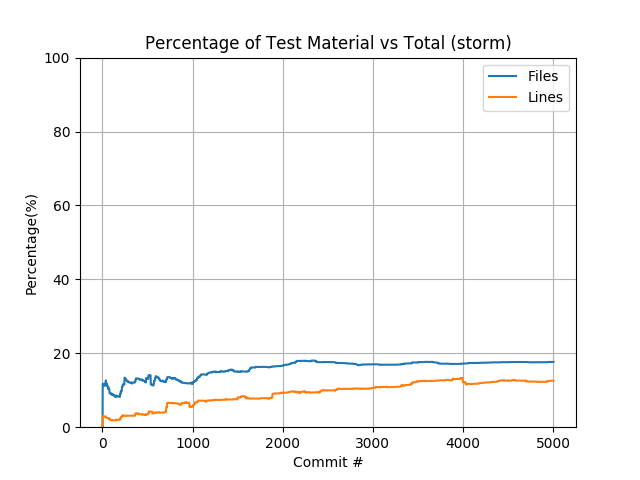 Percentage of Test Material vs Total (storm)
Files
Lines
100
80
60
40
20
0
Percentage(%)
0 1000 2000 3000 4000 5000
Commit #